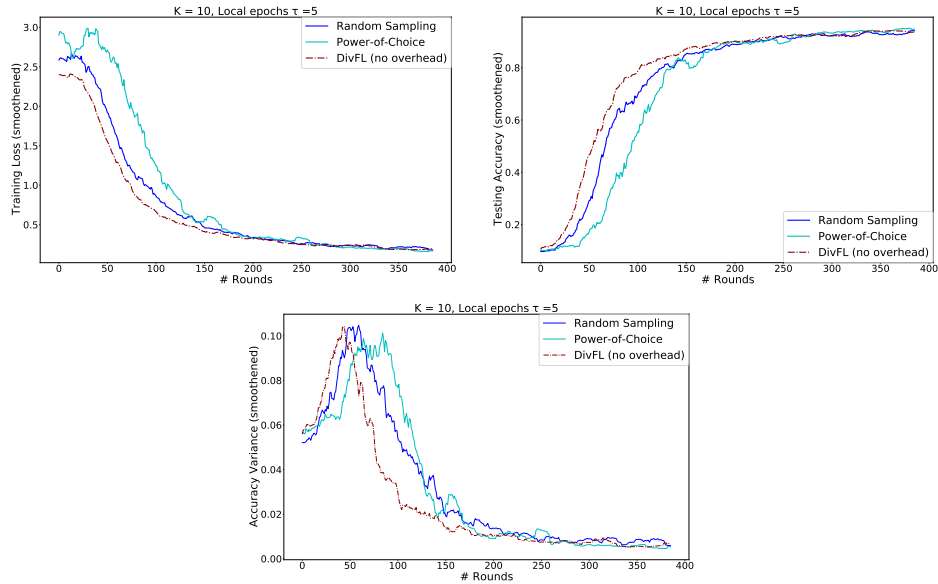 K = 10, Local epochs τ =5
Training Loss (smoothened)
3.0
2.5
2.0
1.5
1.0
0.5
Random Sampling
Power-of-Choice
DivFL (no overhead)
0 50 100 150 200 250 300 350 400
# Rounds
K = 10, Local epochs τ =5
Testing Accuracy (smoothened)
0.8
0.6
0.4
0.2
Random Sampling
Power-of-Choice
DivFL (no overhead)
0 50 100 150 200 250 300 350 400
# Rounds
K = 10, Local epochs τ =5
Accuracy Variance (smoothened)
0.10
0.08
0.06
0.04
0.02
0.00
Random Sampling
Power-of-Choice
DivFL (no overhead)
0 50 100 150 200 250 300 350 400
# Rounds